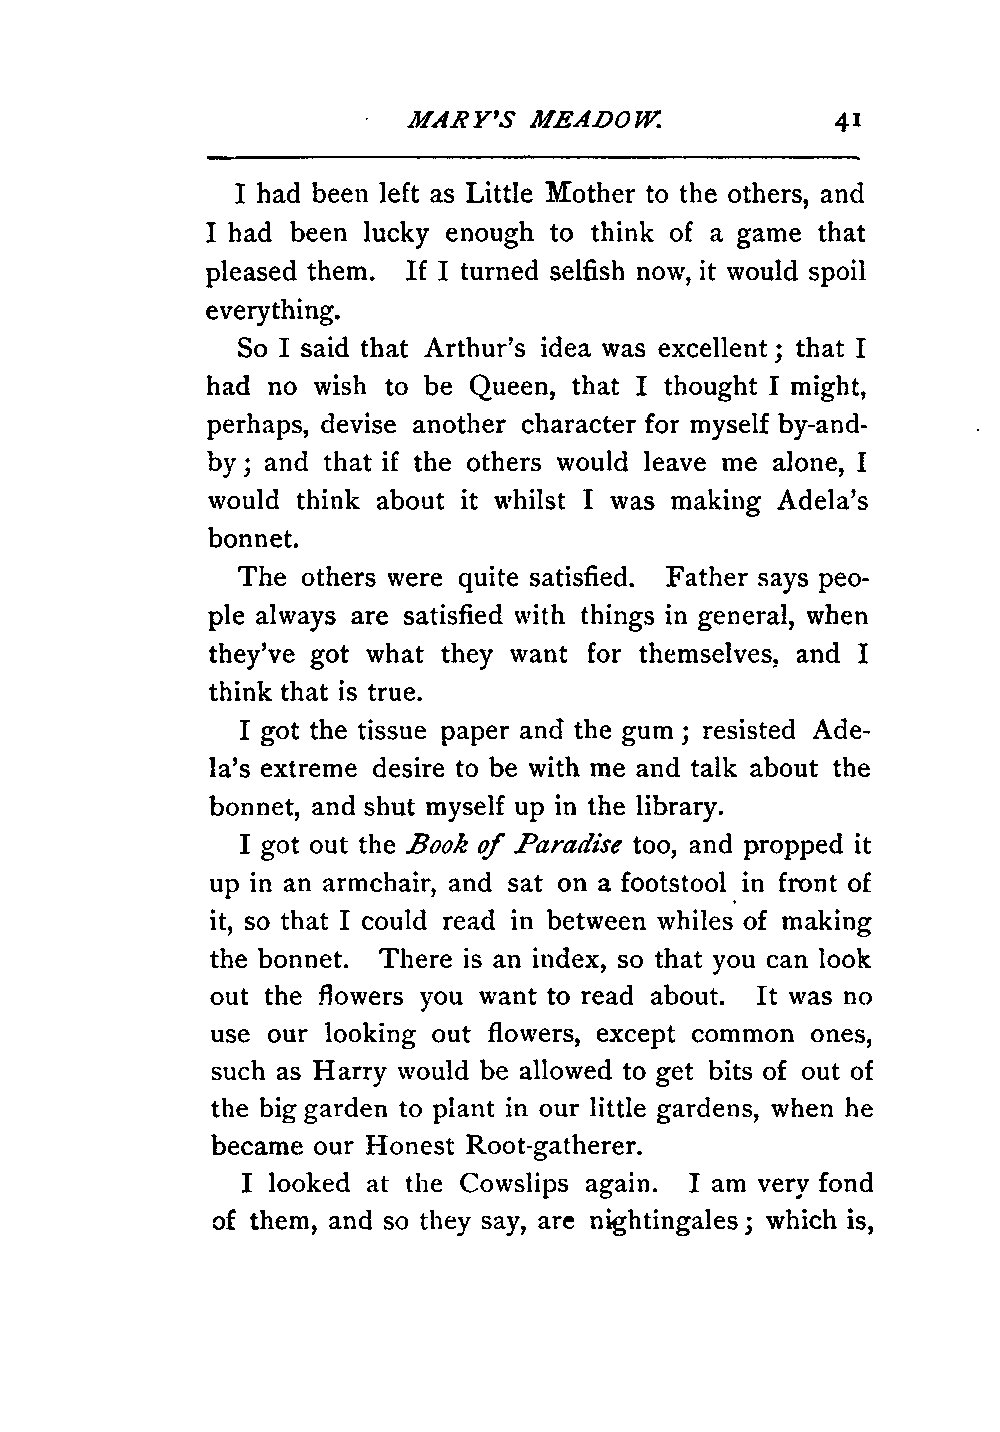 MARY'S MEADOW. 41
I had been left as Little Mother to the others, and
I had been lucky enough to think of a game that
pleased them. If I turned selfish now, it would spoil
everything.
So I said that Arthur's idea was excellent; that I
had no wish to be Queen, that I thought I might,
perhaps, devise another character for myself by-and-
by; and that if the others would leave me alone, I
would think about it whilst I was making Adela's
bonnet.
The others were quite satisfied. Father says peo-
ple always are satisfied with things in general, when
they've got what they want for themselves, and I
think that is true.
I got the tissue paper and the gum; resisted Ade-
la's extreme desire to be with me and talk about the
bonnet, and shut myself up in the library.
I got out the Book of Paradise too, and propped it
up in an armchair, and sat on a footstool in front of
it, so that I could read in between whiles of making
the bonnet. There is an index, so that you can look
out the flowers you want to read about. It was no
use our looking out flowers, except common ones,
such as Harry would be allowed to get bits of out of
the big garden to plant in our little gardens, when he
became our Honest Root-gatherer.
I looked at the Cowslips again. I am very fond
of them, and so they say, are nightingales; which is,